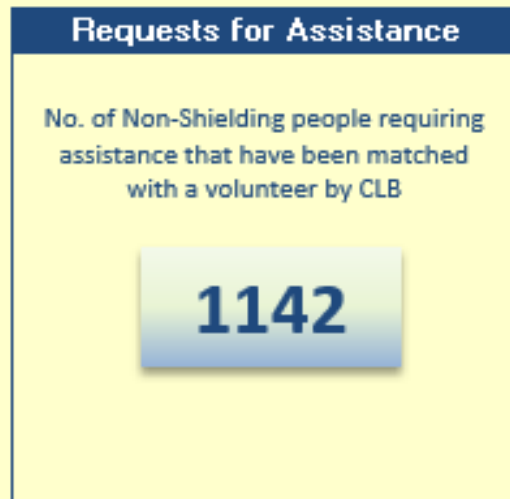 Requests for Assistance
No. of Non-Shielding people requiring
assistance that have been matched
with a volunteer by CLB
1142